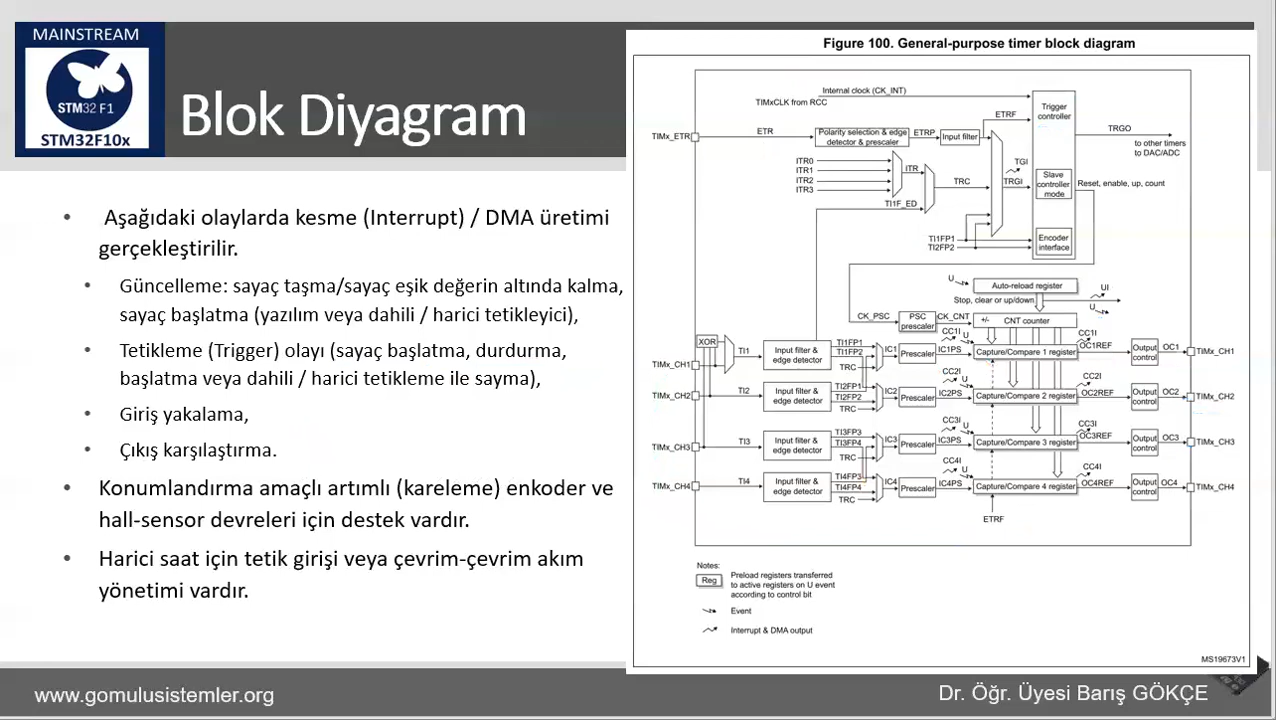 MAINSTREAM
STM32 F1
STM32F10x
Blok Diyagram
Aşağıdaki olaylarda kesme (Interrupt) / DMA üretimi
gerçekleştirilir.
Güncelleme: sayaç taşma/sayaç eşik değerin altında kalma,
sayaç başlatma (yazılım veya dahili / harici tetikleyici),
Tetikleme (Trigger) olayı (sayaç başlatma, durdurma,
başlatma veya dahili / harici tetikleme ile sayma),
Giriş yakalama,
Çıkış karşılaştırma.
Konumlandırma amaçlı artımlı (kareleme) enkoder ve
hall-sensor devreleri için destek vardır.
Harici saat için tetik girişi veya çevrim-çevrim akım
yönetimi vardır.
Figure 100. General-purpose timer block diagram
Internal clock (CK_INT)
TIMxCLK from RCC
Trigger
controller
ETRF
TRGO
to other timers
to DAC/ADC
TIMx_ETR
ETR
Polarity selection & edge
detector & prescaler
ETRP
Input filter
ITR0
ITR1
ITR2
ITR3
ITR
TRC
TGI
TRGI
Slave
controller
mode
Reset, enable, up, count
TI1F_ED
TI1FP1
TI2FP2
Encoder
interface
U
Auto-reload register
UI
Stop, clear or up/down
U
CK_PSC
PSC
prescaler
CK_CNT
+/-
CNT counter
XOR
TI1
TIMx_CH1
Input filter &
edge detector
TI1FP1
TI1FP2
TRC
IC1
Prescaler
IC1PS
CC1I
U
Capture/Compare 1 register
CC1I
OC1REF
Output
control
OC1
TIMx_CH1
TIMx_CH2
TI2
Input filter &
edge detector
TI2FP1
TI2FP2
TRC
IC2
Prescaler
IC2PS
CC2I
U
Capture/Compare 2 register
CC2I
OC2REF
Output
control
OC2
TIMx_CH2
TIMx_CH3
TI3
Input filter &
edge detector
TI3FP3
TI3FP4
TRC
IC3
Prescaler
IC3PS
CC3I
U
Capture/Compare 3 register
CC3I
OC3REF
Output
control
OC3
TIMx_CH3
TIMx_CH4
TI4
Input filter &
edge detector
TI4FP3
TI4FP4
TRC
IC4
Prescaler
IC4PS
CC4I
U
Capture/Compare 4 register
CC4I
OC4REF
Output
control
OC4
TIMx_CH4
ETRF
Notes:
Reg
Preload registers transferred
to active registers on U event
according to control bit
Event
Interrupt & DMA output
MS19673V1
www.gomulusistemler.org
Dr. Öğr. Üyesi Barış GÖKÇE